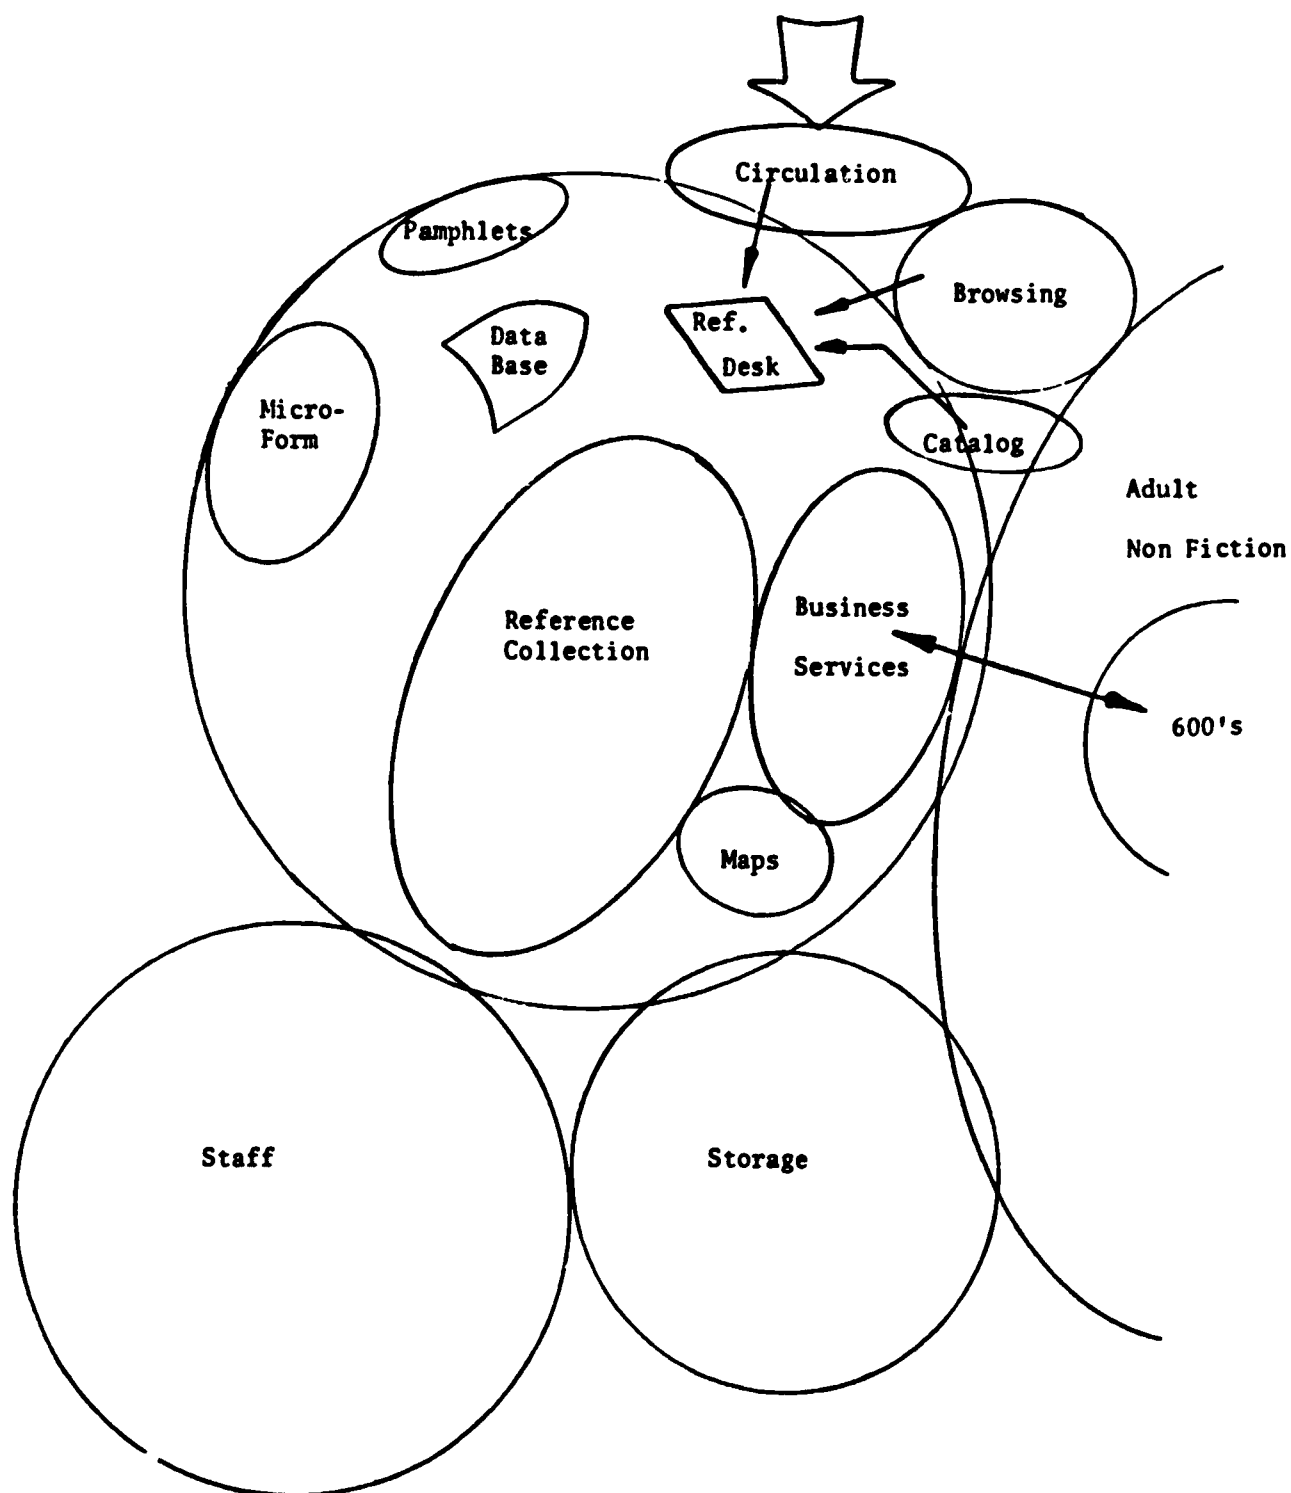 Circulation
Pamphlets
Browsing
Ref.
Desk
Data
Base
Micro-
Form
Catalog
Adult
Non Fiction
Reference
Collection
Business
Services
600's
Maps
Staff
Storage